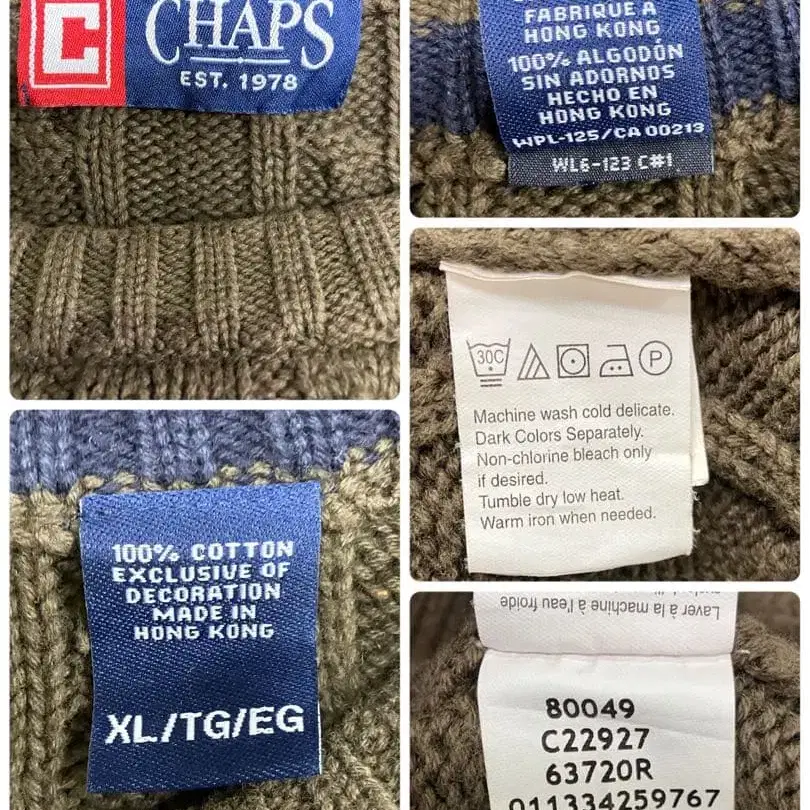 C
CHAPS
EST. 1978
FABRIQUE A
HONG KONG
100% ALGODÓN
SIN ADORNOS
HECHO EN
HONG KONG
WPL-125/CA 00213
WL6-123 C#1
30C
P
Machine wash cold delicate.
Dark Colors Separately.
Non-chlorine bleach only
if desired.
Tumble dry low heat.
Warm iron when needed.
100% COTTON
EXCLUSIVE OF
DECORATION
MADE IN
HONG KONG
XL/TG/EG
Laver à la machine à l'eau froide
80049
C22927
63720R
011334259767